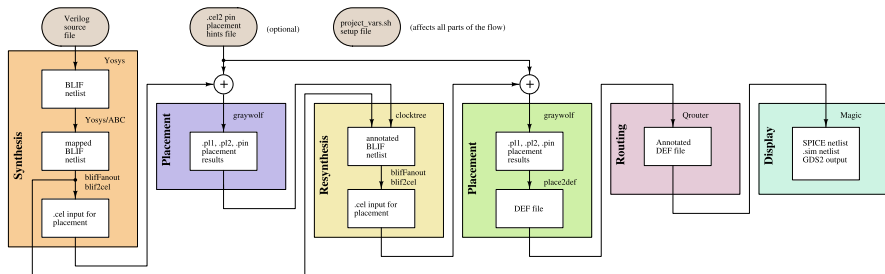 Verilog
source
file
.cel2 pin
placement
hints file
(optional)
project_vars.sh
setup file
(affects all parts of the flow)
Synthesis
Yosys
BLIF
netlist
Yosys/ABC
mapped
BLIF
netlist
blifFanout
blif2cel
.cel input for
placement
+
Placement
graywolf
.pl1, .pl2, .pin
placement
results
Resynthesis
clocktree
annotated
BLIF
netlist
blifFanout
blif2cel
.cel input for
placement
+
Placement
graywolf
.pl1, .pl2, .pin
placement
results
place2def
DEF file
Routing
Qrouter
Annotated
DEF file
Display
Magic
SPICE netlist
.sim netlist
GDS2 output